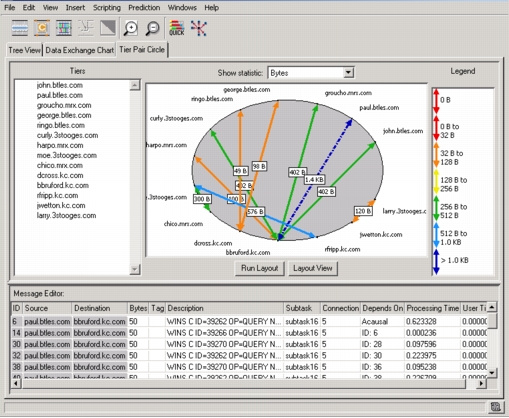 File Edit View Insert Scripting Prediction Windows Help
QUICK
Tree View Data Exchange Chart Tier Pair Circle
Tiers
john.btles.com
paul.btles.com
groucho.mrx.com
george.btles.com
ringo.btles.com
curly.3stooges.com
harpo.mrx.com
moe.3stooges.com
chico.mrx.com
dcross.kc.com
bbruford.kc.com
rfripp.kc.com
jwetton.kc.com
larry.3stooges.com
Show statistic: Bytes
george.btles.com
groucho.mrx.com
ringo.btles.com
paul.btles.com
curly.3stooges.com
john.btles.com
harpo.mrx.com
49 B
98 B
402 B
1.4 KB
402 B
300 B
576 B
120 B
.3stooges.com
larry.3stooges.c
chico.mrx.com
jwetton.kc.com
dcross.kc.com
rfripp.kc.com
bbruford.kc.com
Run Layout Layout View
Legend
0 B
0 B to
32 B
32 B to
128 B
128 B to
256 B
256 B to
512 B
512 B to
1.0 KB
> 1.0 KB
Message Editor:
ID Source Destination Bytes Tag Description Subtask Connection Depends On Processing Time User Ti
6 paul.btles.com bbruford.kc.com 50 WINS C ID=39262 OP=QUERY N... subtask16 5 Acausal 0.623328 0.0000
14 paul.btles.com bbruford.kc.com 50 WINS C ID=39262 OP=QUERY N... subtask16 5 ID: 6 0.000236 0.0000
30 paul.btles.com bbruford.kc.com 50 WINS C ID=39270 OP=QUERY N... subtask16 5 ID: 28 0.097596 0.0000
32 paul.btles.com bbruford.kc.com 50 WINS C ID=39270 OP=QUERY N... subtask16 5 ID: 30 0.223975 0.0000
38 paul.btles.com bbruford.kc.com 50 WINS C ID=39276 OP=QUERY N... subtask16 5 ID: 36 0.095238 0.0000